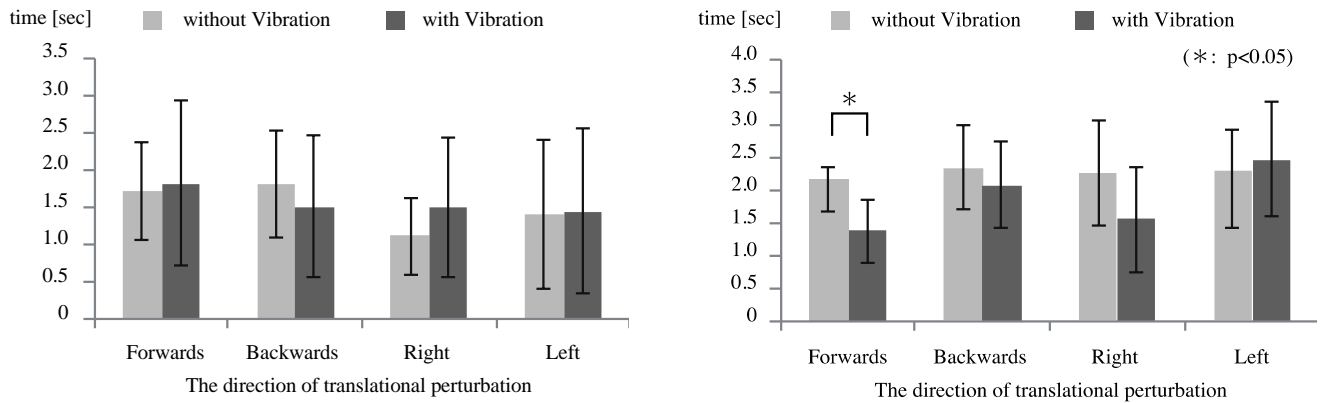 time [sec] without Vibration with Vibration
3.5
3.0
2.5
2.0
1.5
1.0
0.5
0
Forwards Backwards Right Left
The direction of translational perturbation
time [sec] without Vibration with Vibration
(*: p<0.05)
4.0
3.5
*
3.0
2.5
2.0
1.5
1.0
0.5
0
Forwards Backwards Right Left
The direction of translational perturbation